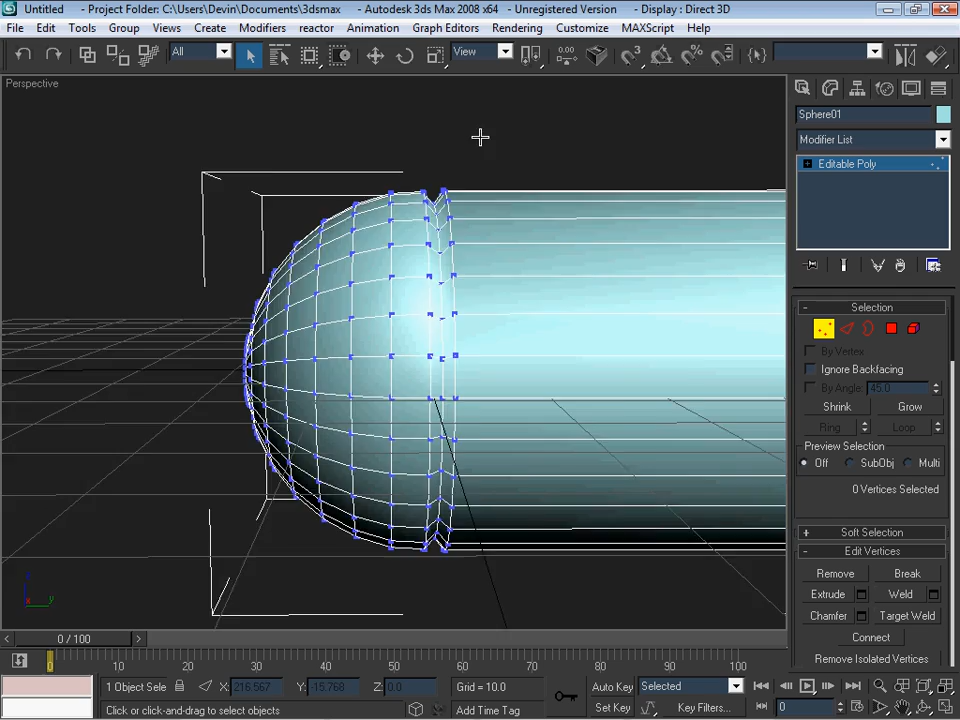 Untitled - Project Folder: C:\Users\Devin\Documents\3dsmax - Autodesk 3ds Max 2008 x64 - Unregistered Version - Display : Direct 3D
File Edit Tools Group Views Create Modifiers reactor Animation Graph Editors Rendering Customize MAXScript Help
All View
Perspective
Sphere01
Modifier List
Editable Poly
Selection
By Vertex
Ignore Backfacing
By Angle: 45.0
Shrink Grow
Ring Loop
Preview Selection
Off SubObj Multi
0 Vertices Selected
Soft Selection
Edit Vertices
Remove Break
Extrude Weld
Chamfer Target Weld
Connect
Remove Isolated Vertices
z
x y
0 / 100
0 10 20 30 40 50 60 70 80 90 100
1 Object Sele X: 216.567 Y: -15.768 Z: 0.0 Grid = 10.0 Auto Key Selected
Click or click-and-drag to select objects Add Time Tag Set Key Key Filters... 0